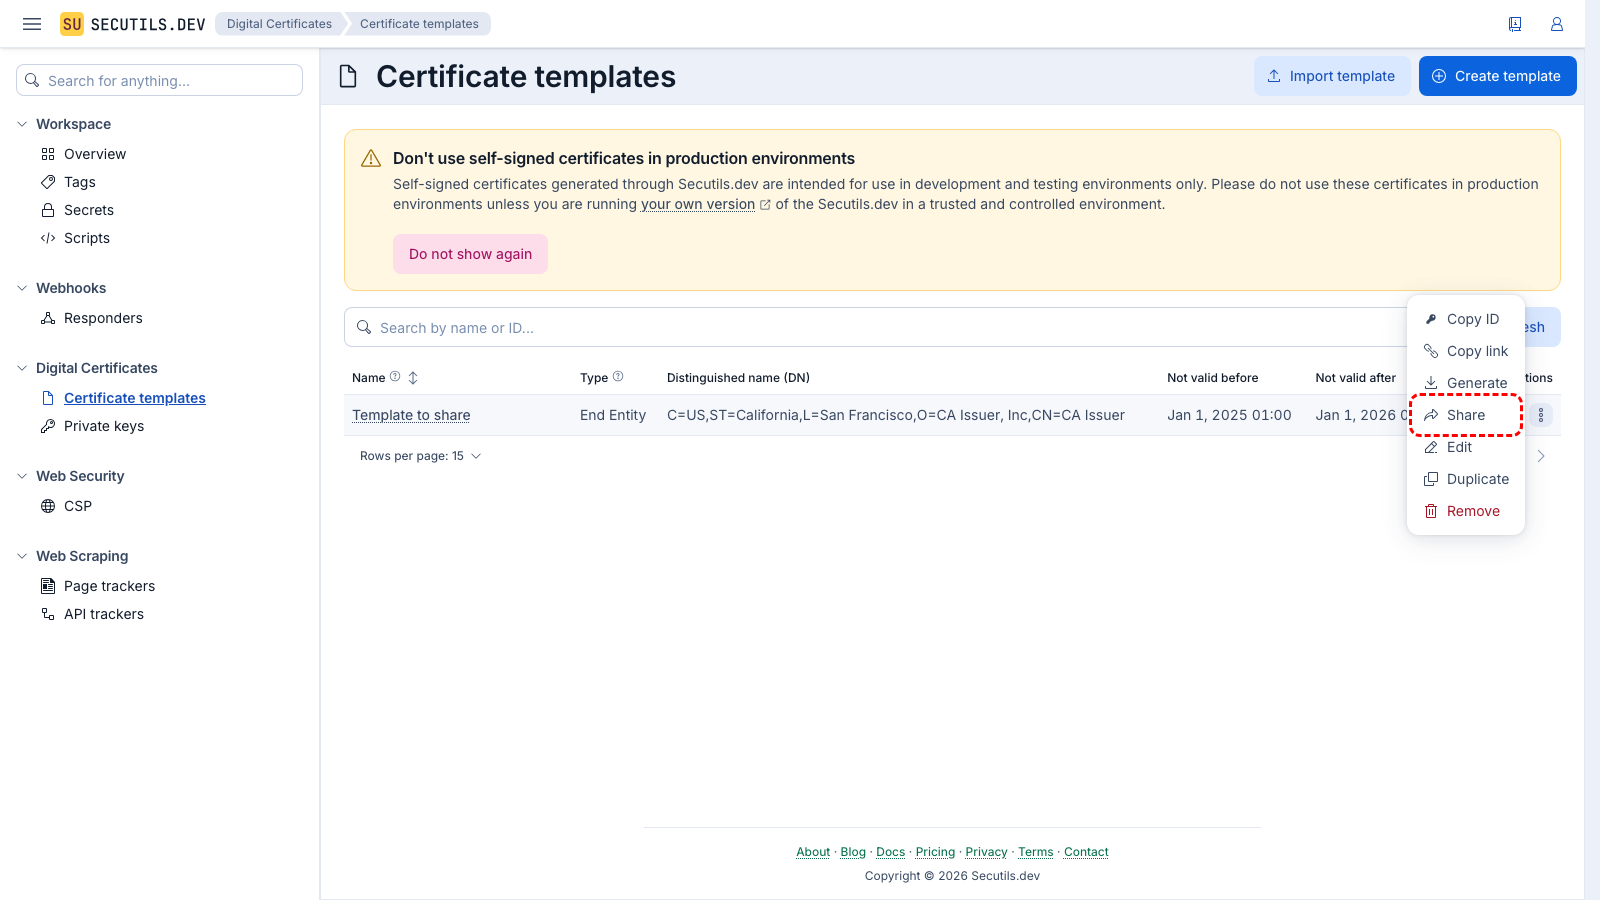 SU SECUTILS.DEV
Digital Certificates
Certificate templates
Search for anything...
Workspace
Overview
Tags
Secrets
Scripts
Webhooks
Responders
Digital Certificates
Certificate templates
Private keys
Web Security
CSP
Web Scraping
Page trackers
API trackers
Certificate templates
Import template
Create template
Don't use self-signed certificates in production environments
Self-signed certificates generated through Secutils.dev are intended for use in development and testing environments only. Please do not use these certificates in production
environments unless you are running your own version of the Secutils.dev in a trusted and controlled environment.
Do not show again
Search by name or ID...
esh
Name Type Distinguished name (DN) Not valid before Not valid after tions
Template to share End Entity C=US,ST=California,L=San Francisco,O=CA Issuer, Inc,CN=CA Issuer Jan 1, 2025 01:00 Jan 1, 2026 0
Rows per page: 15
Copy ID
Copy link
Generate
Share
Edit
Duplicate
Remove
About · Blog · Docs · Pricing · Privacy · Terms · Contact
Copyright © 2026 Secutils.dev